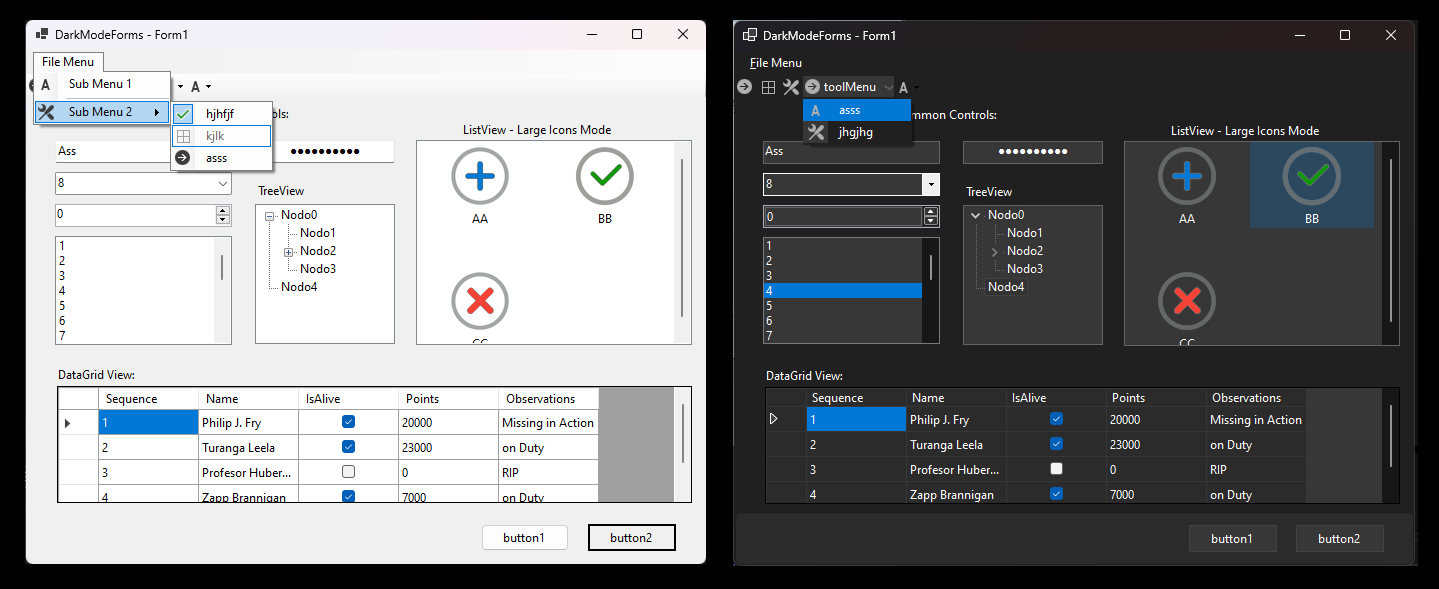 DarkModeForms - Form1
File Menu
A Sub Menu 1
A
Sub Menu 2
hjhfjf
kjlk
asss
ols:
ListView - Large Icons Mode
Ass
●●●●●●●●●●
8
0
TreeView
1
2
3
4
5
6
7
Nodo0
Nodo1
Nodo2
Nodo3
Nodo4
AA
BB
CC
DataGrid View:
Sequence Name IsAlive Points Observations
1 Philip J. Fry 20000 Missing in Action
2 Turanga Leela 23000 on Duty
3 Profesor Huber... 0 RIP
4 Zapp Brannigan 7000 on Duty
button1
button2
DarkModeForms - Form1
File Menu
toolMenu A
A asss
jhgjhg
mmon Controls:
ListView - Large Icons Mode
Ass
●●●●●●●●●●
8
0
TreeView
1
2
3
4
5
6
7
Nodo0
Nodo1
Nodo2
Nodo3
Nodo4
AA
BB
CC
DataGrid View:
Sequence Name IsAlive Points Observations
1 Philip J. Fry 20000 Missing in Action
2 Turanga Leela 23000 on Duty
3 Profesor Huber... 0 RIP
4 Zapp Brannigan 7000 on Duty
button1
button2